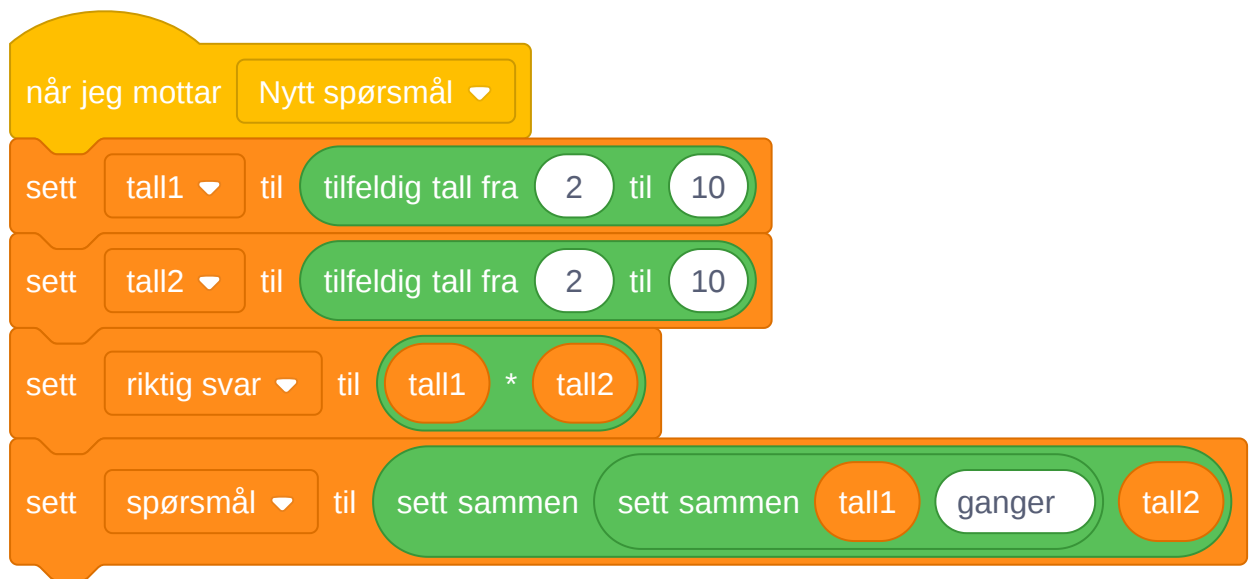 når jeg mottar Nytt spørsmål
sett tall1 til tilfeldig tall fra 2 til 10
sett tall2 til tilfeldig tall fra 2 til 10
sett riktig svar til tall1 * tall2
sett spørsmål til sett sammen sett sammen tall1 ganger tall2